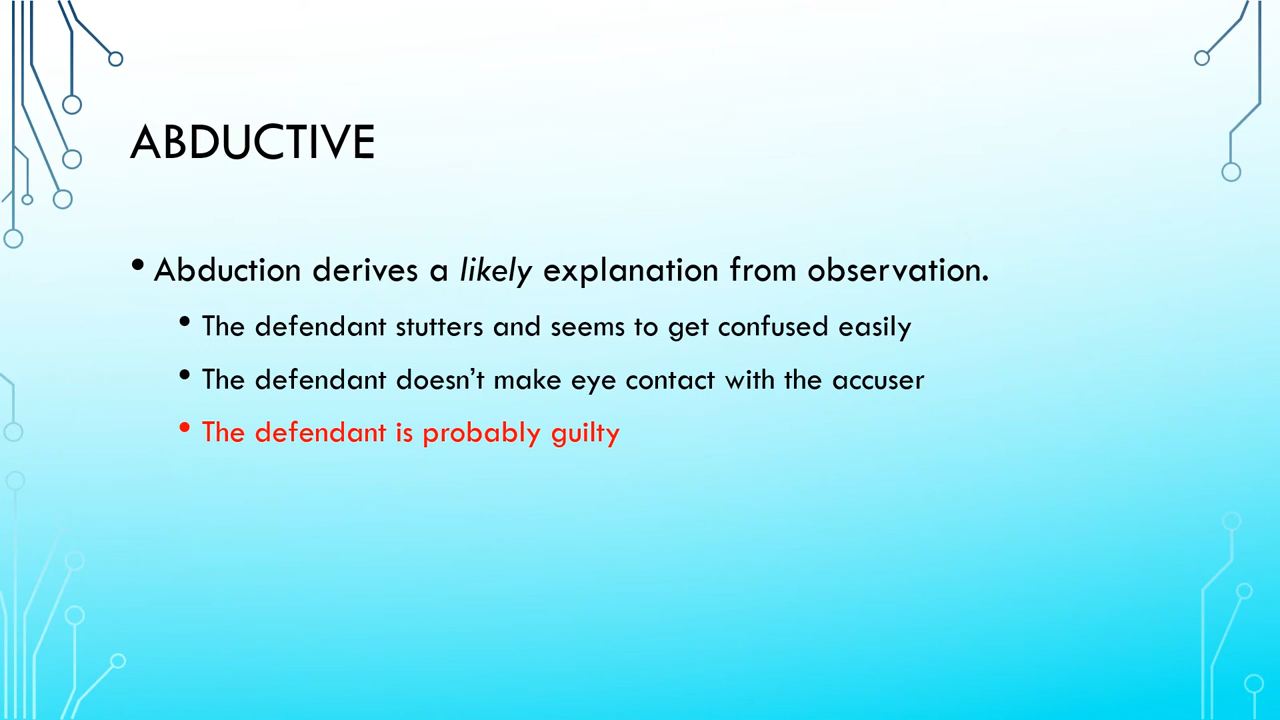 ABDUCTIVE
• Abduction derives a likely explanation from observation.
• The defendant stutters and seems to get confused easily
• The defendant doesn't make eye contact with the accuser
• The defendant is probably guilty